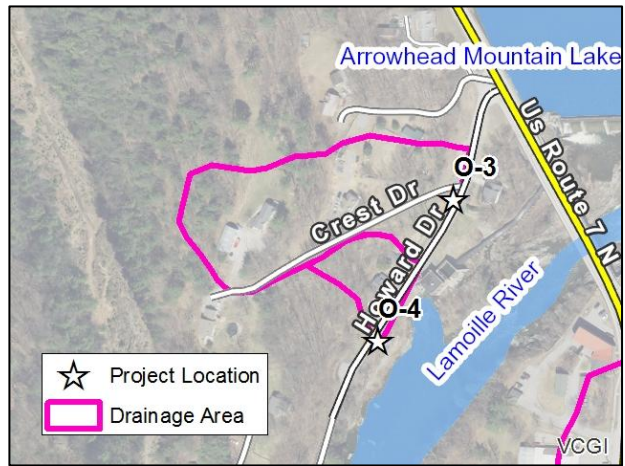 Arrowhead Mountain Lake
Us Route 7 N
O-3
Crest Dr
Howard Dr
O-4
Lamoille River
Project Location
Drainage Area
VCGI